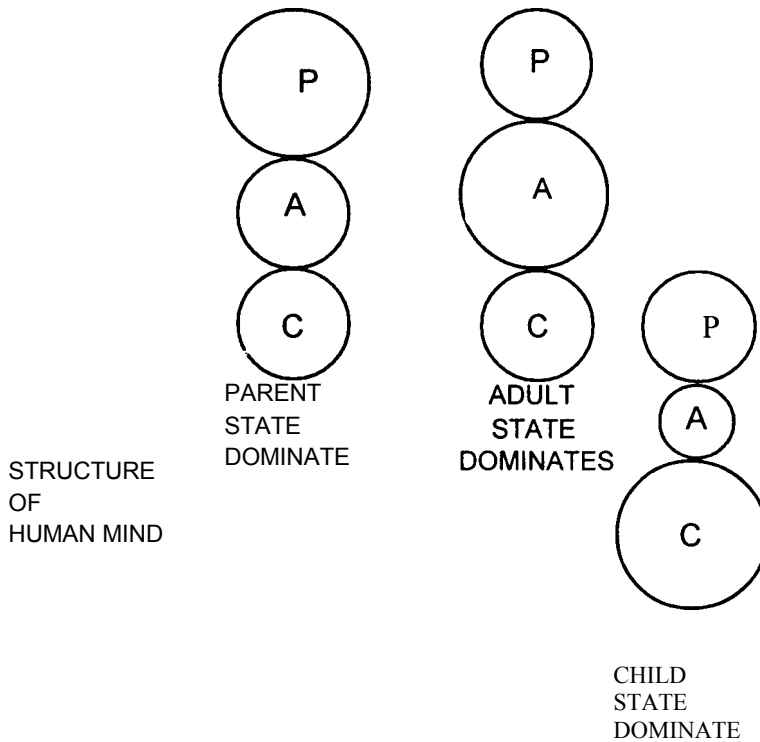 P
A
C
PARENT
STATE
DOMINATE
P
A
C
ADULT
STATE
DOMINATES
P
A
C
CHILD
STATE
DOMINATE
STRUCTURE
OF
HUMAN MIND